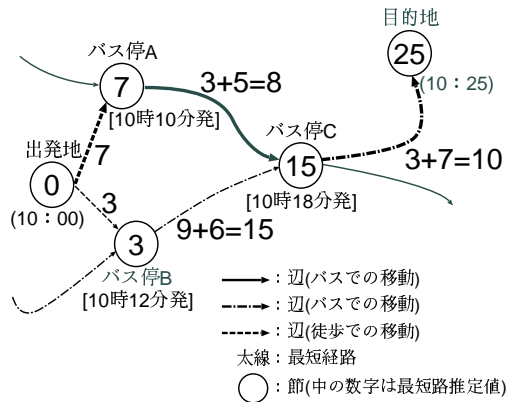 目的地
25
(10：25)
バス停A
7
3+5=8
[10時10分発]
バス停C
15
3+7=10
[10時18分発]
出発地
0
(10：00)
7
3
9+6=15
3
バス停B
[10時12分発]
：辺(バスでの移動)
：辺(バスでの移動)
：辺(徒歩での移動)
太線：最短経路
：節(中の数字は最短路推定値)